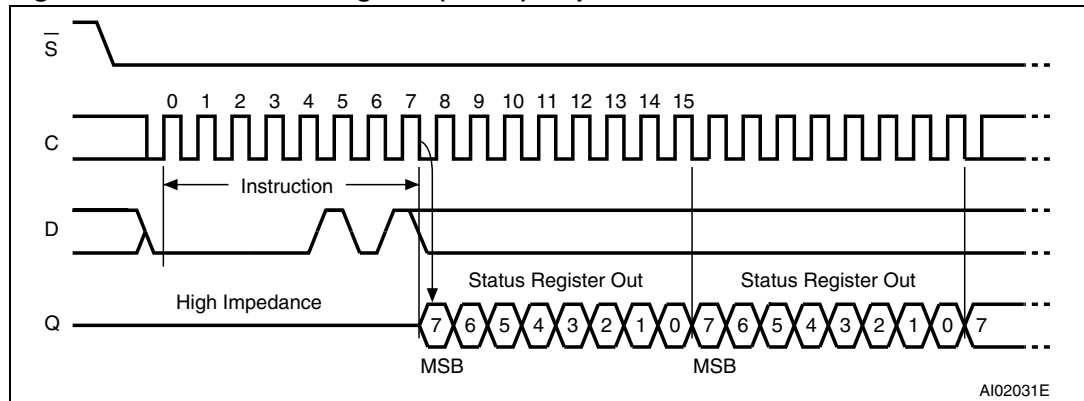 S
0 1 2 3 4 5 6 7 8 9 10 11 12 13 14 15
C
Instruction
D
Status Register Out Status Register Out
High Impedance
Q 7 6 5 4 3 2 1 0 7 6 5 4 3 2 1 0 7
MSB MSB
AI02031E